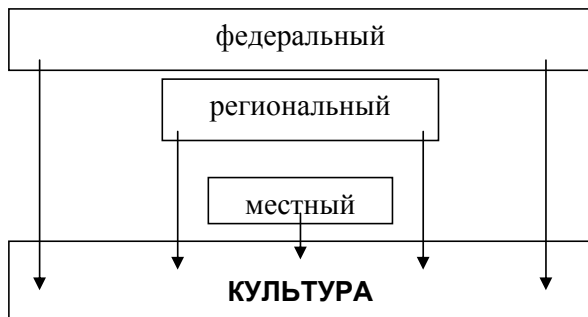 федеральный
региональный
местный
КУЛЬТУРА